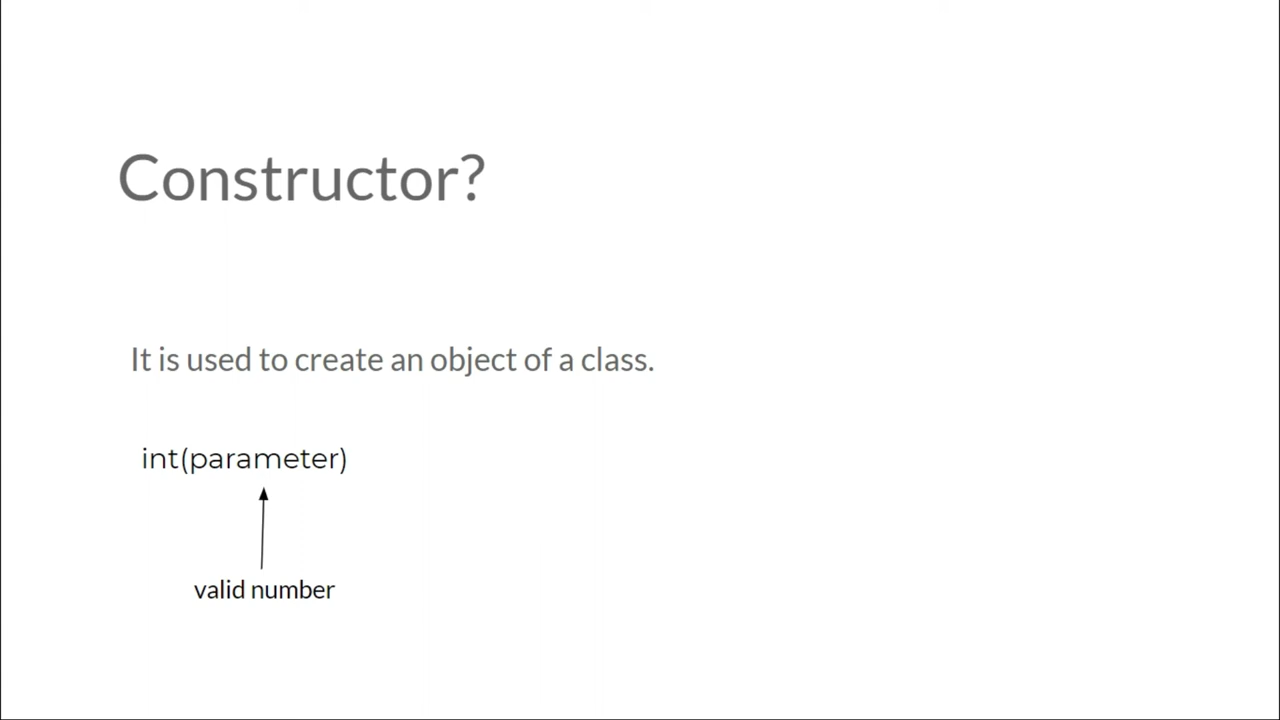 Constructor?
It is used to create an object of a class.
int(parameter)
valid number